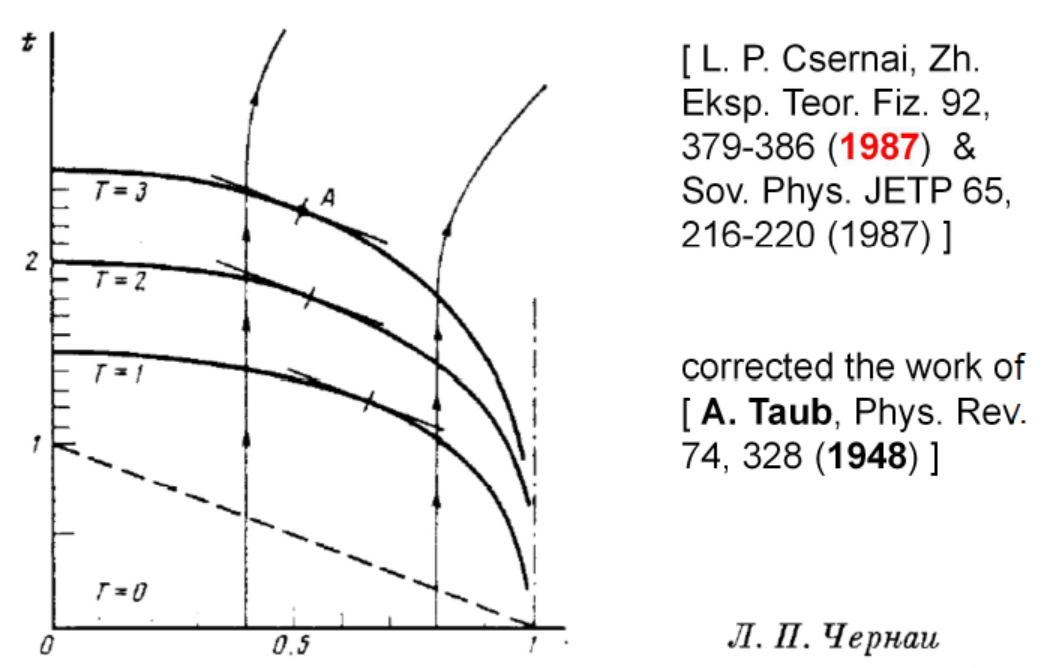 t
T = 3
A
2
T = 2
T = 1
1
T = 0
0
0.5
1
[ L. P. Csernai, Zh.
Eksp. Teor. Fiz. 92,
379-386 (1987) &
Sov. Phys. JETP 65,
216-220 (1987) ]
corrected the work of
[ A. Taub, Phys. Rev.
74, 328 (1948) ]
Л. П. Чернаи